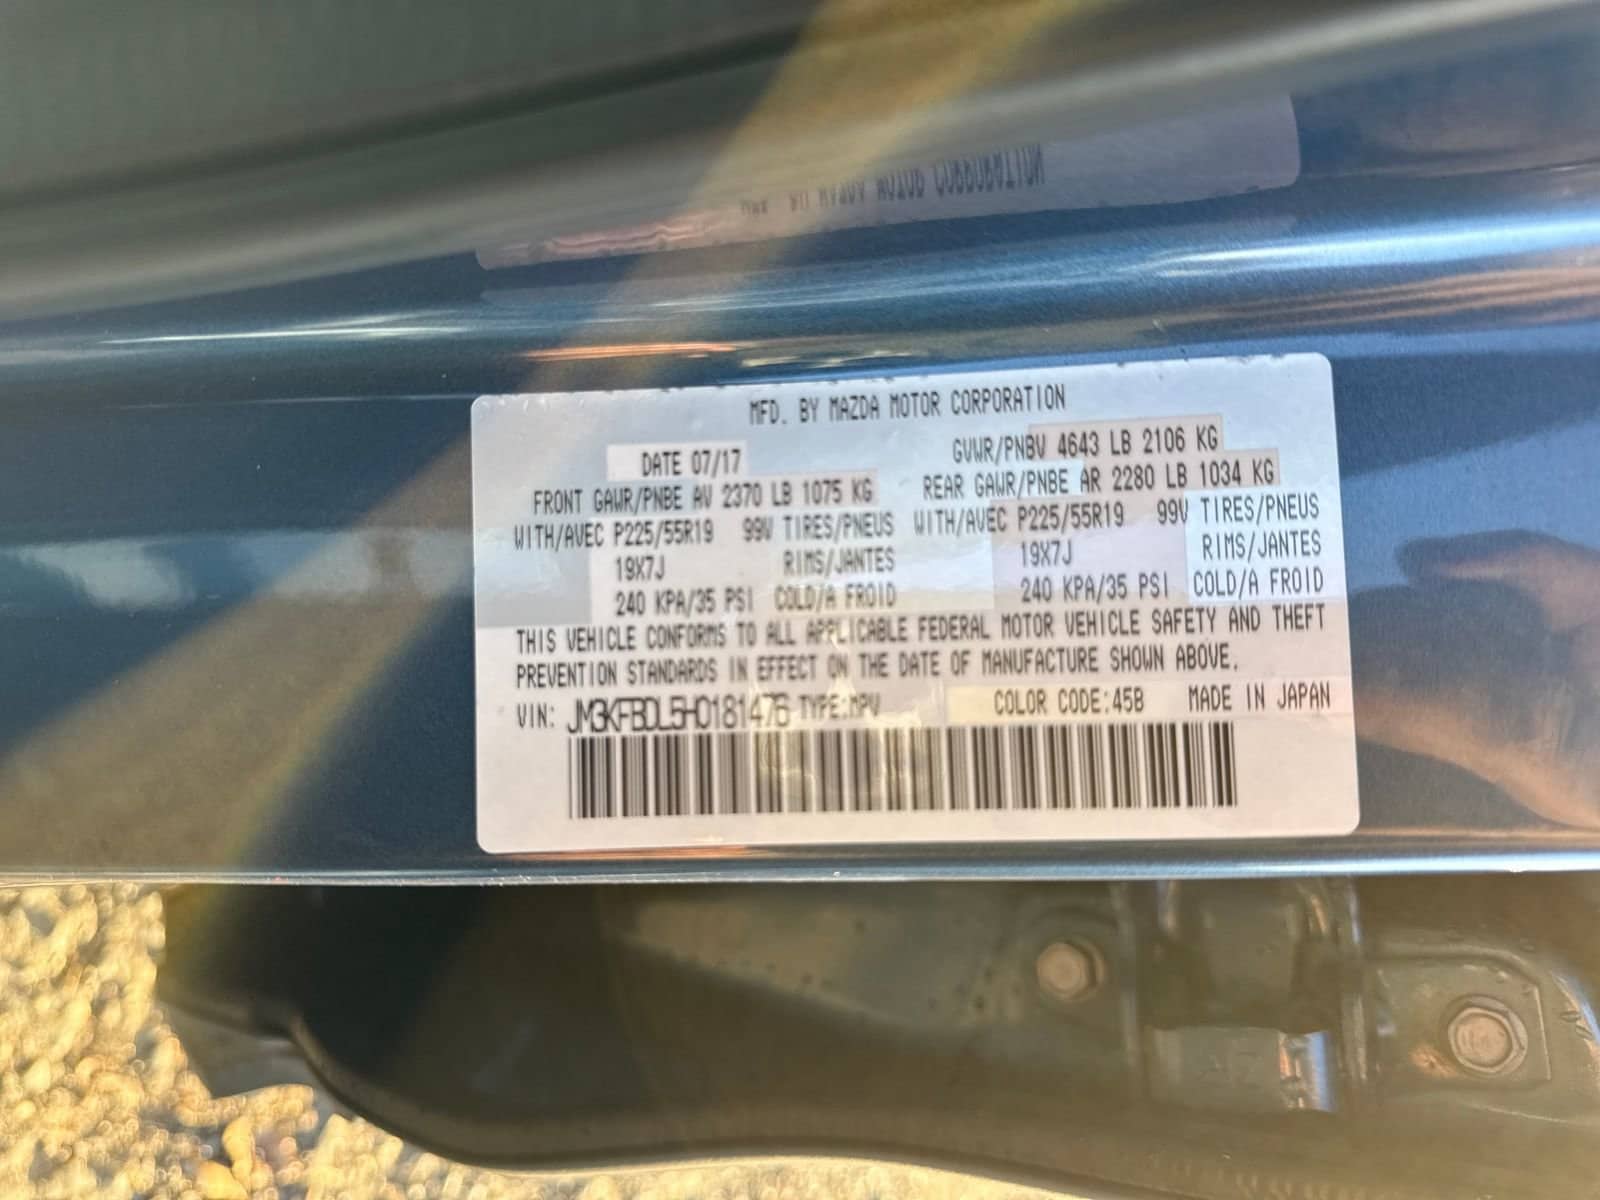 MFD. BY MAZDA MOTOR CORPORATION
DATE 07/17 GVWR/PNBV 4643 LB 2106 KG
FRONT GAWR/PNBE AV 2370 LB 1075 KG REAR GAWR/PNBE AR 2280 LB 1034 KG
WITH/AVEC P225/55R19 99V TIRES/PNEUS WITH/AVEC P225/55R19 99V TIRES/PNEUS
19X7J RIMS/JANTES 19X7J RIMS/JANTES
240 KPA/35 PSI COLD/A FROID 240 KPA/35 PSI COLD/A FROID
THIS VEHICLE CONFORMS TO ALL APPLICABLE FEDERAL MOTOR VEHICLE SAFETY AND THEFT
PREVENTION STANDARDS IN EFFECT ON THE DATE OF MANUFACTURE SHOWN ABOVE.
VIN: JM3KFBDL5H0181476 TYPE:MPV COLOR CODE:45B MADE IN JAPAN